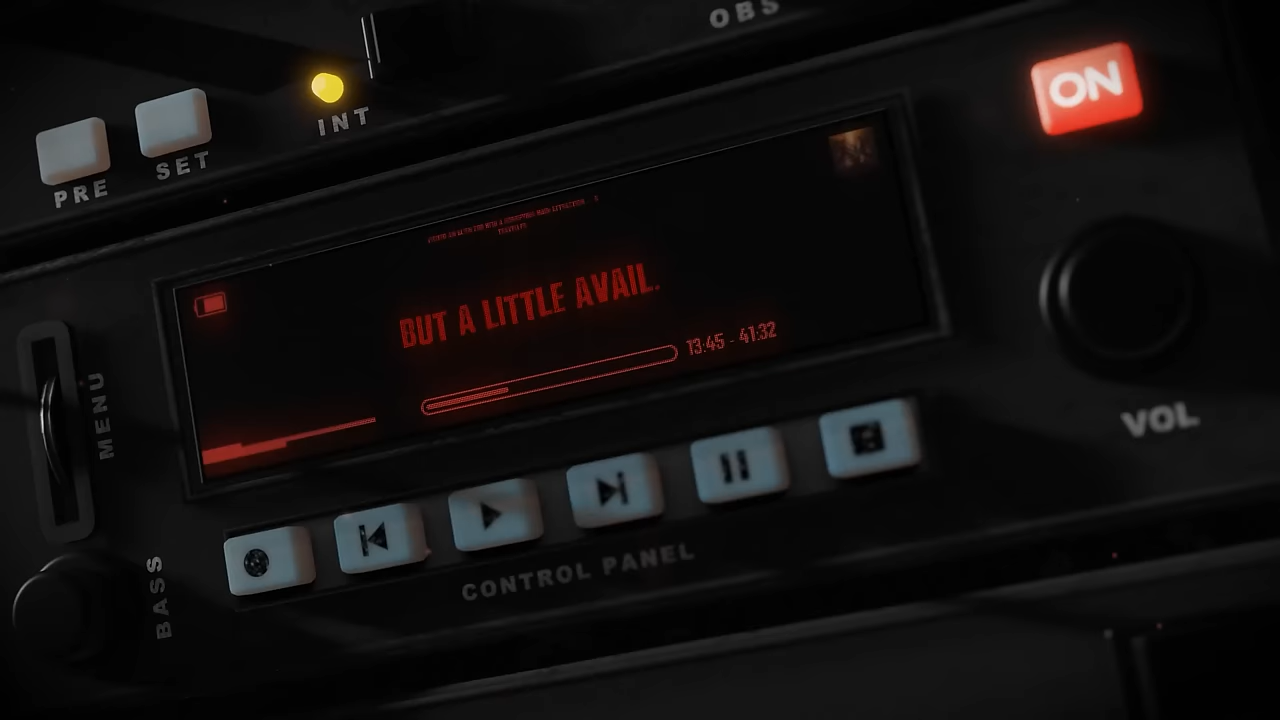 OBS
ON
INT
PRE
SET
BUT A LITTLE AVAIL.
13:45 - 41:32
MENU
VOL
BASS
CONTROL PANEL